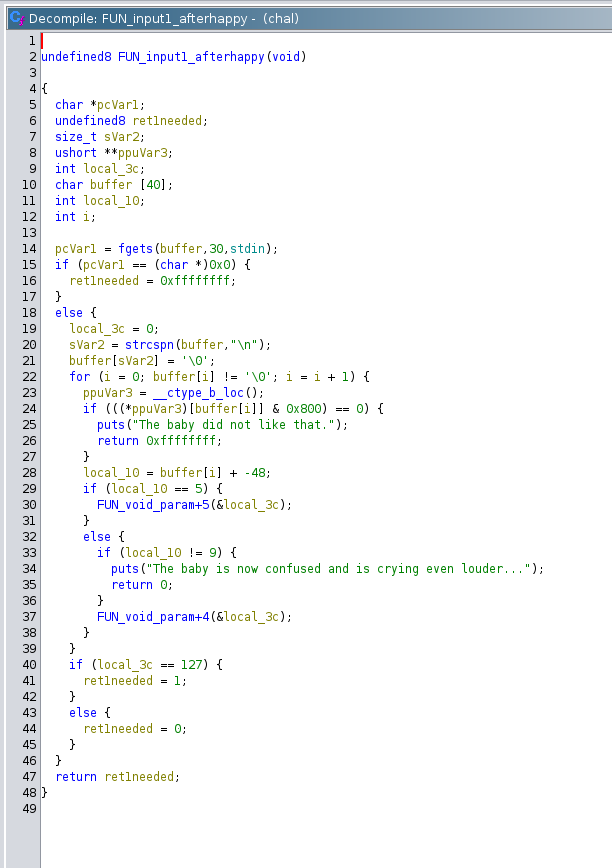 Decompile: FUN_input1_afterhappy - (chal)
1
2 undefined8 FUN_input1_afterhappy(void)
3
4 {
5 char *pcVar1;
6 undefined8 ret1needed;
7 size_t sVar2;
8 ushort **ppuVar3;
9 int local_3c;
10 char buffer [40];
11 int local_10;
12 int i;
13
14 pcVar1 = fgets(buffer,30,stdin);
15 if (pcVar1 == (char *)0x0) {
16 ret1needed = 0xffffffff;
17 }
18 else {
19 local_3c = 0;
20 sVar2 = strcspn(buffer,"\n");
21 buffer[sVar2] = '\0';
22 for (i = 0; buffer[i] != '\0'; i = i + 1) {
23 ppuVar3 = __ctype_b_loc();
24 if (((*ppuVar3)[buffer[i]] & 0x800) == 0) {
25 puts("The baby did not like that.");
26 return 0xffffffff;
27 }
28 local_10 = buffer[i] + -48;
29 if (local_10 == 5) {
30 FUN_void_param+5(&local_3c);
31 }
32 else {
33 if (local_10 != 9) {
34 puts("The baby is now confused and is crying even louder...");
35 return 0;
36 }
37 FUN_void_param+4(&local_3c);
38 }
39 }
40 if (local_3c == 127) {
41 ret1needed = 1;
42 }
43 else {
44 ret1needed = 0;
45 }
46 }
47 return ret1needed;
48 }
49